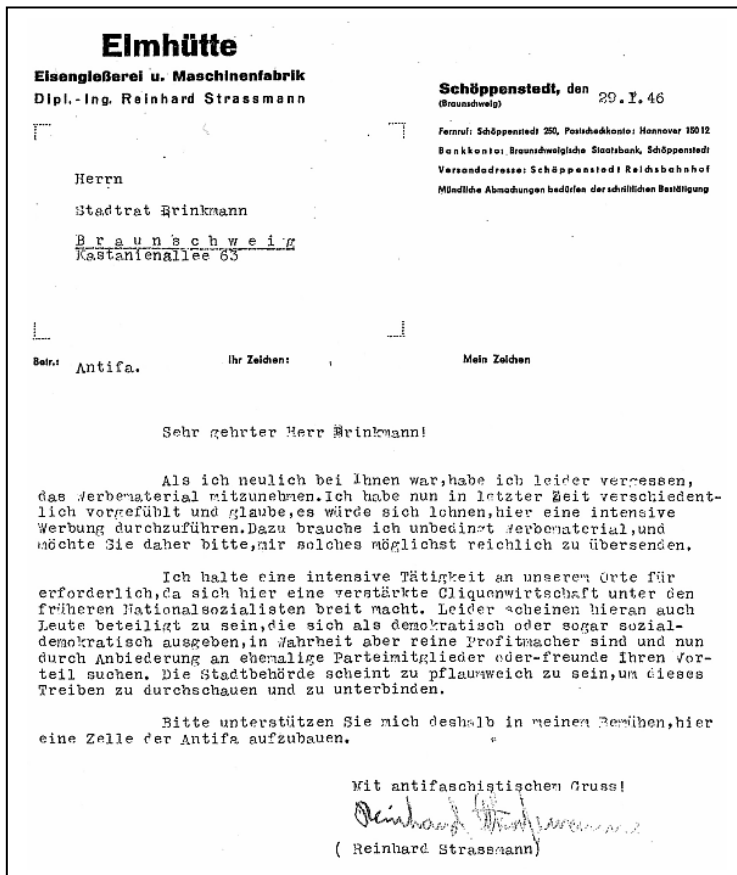 Elmhütte
Eisengießerei u. Maschinenfabrik
Dipl.-Ing. Reinhard Strassmann
Schöppenstedt, den 29.I.46
(Braunschweig)
Fernruf: Schöppenstedt 250, Postscheckkonto: Hannover 15012
Bankkonto: Braunschweigische Staatsbank, Schöppenstedt
Versandadresse: Schöppenstedt Reichsbahnhof
Mündliche Abmachungen bedürfen der schriftlichen Bestätigung
Herrn
Stadtrat Brinkmann
Braunschweig
Kastanienallee 63
Betr.: Antifa. Ihr Zeichen: Mein Zeichen
Sehr gehrter Herr Brinkmann!
Als ich neulich bei Ihnen war,habe ich leider vergessen,
das Werbematerial mitzunehmen.Ich habe nun in letzter Zeit verschiedent-
lich vorgefühlt und glaube,es würde sich lohnen,hier eine intensive
Werbung durchzuführen.Dazu brauche ich unbedingt Werbematerial,und
möchte Sie daher bitte,mir solches möglichst reichlich zu übersenden.
Ich halte eine intensive Tätigkeit an unserem Orte für
erforderlich,da sich hier eine verstärkte Cliquenwirtschaft unter den
früheren Nationalsozialisten breit macht. Leider scheinen hieran auch
Leute beteiligt zu sein,die sich als demokratisch oder sogar sozial-
demokratisch ausgeben,in Wahrheit aber reine Profitmacher sind und nun
durch Anbiederung an ehemalige Parteimitglieder oder-freunde Ihren Vor-
teil suchen. Die Stadtbehörde scheint zu pflaumweich zu sein,um dieses
Treiben zu durchschauen und zu unterbinden.
Bitte unterstützen Sie mich deshalb in meinen Bemühen,hier
eine Zelle der Antifa aufzubauen.
Mit antifaschistischen Gruss!
Reinhard Strassmann
( Reinhard Strassmann)